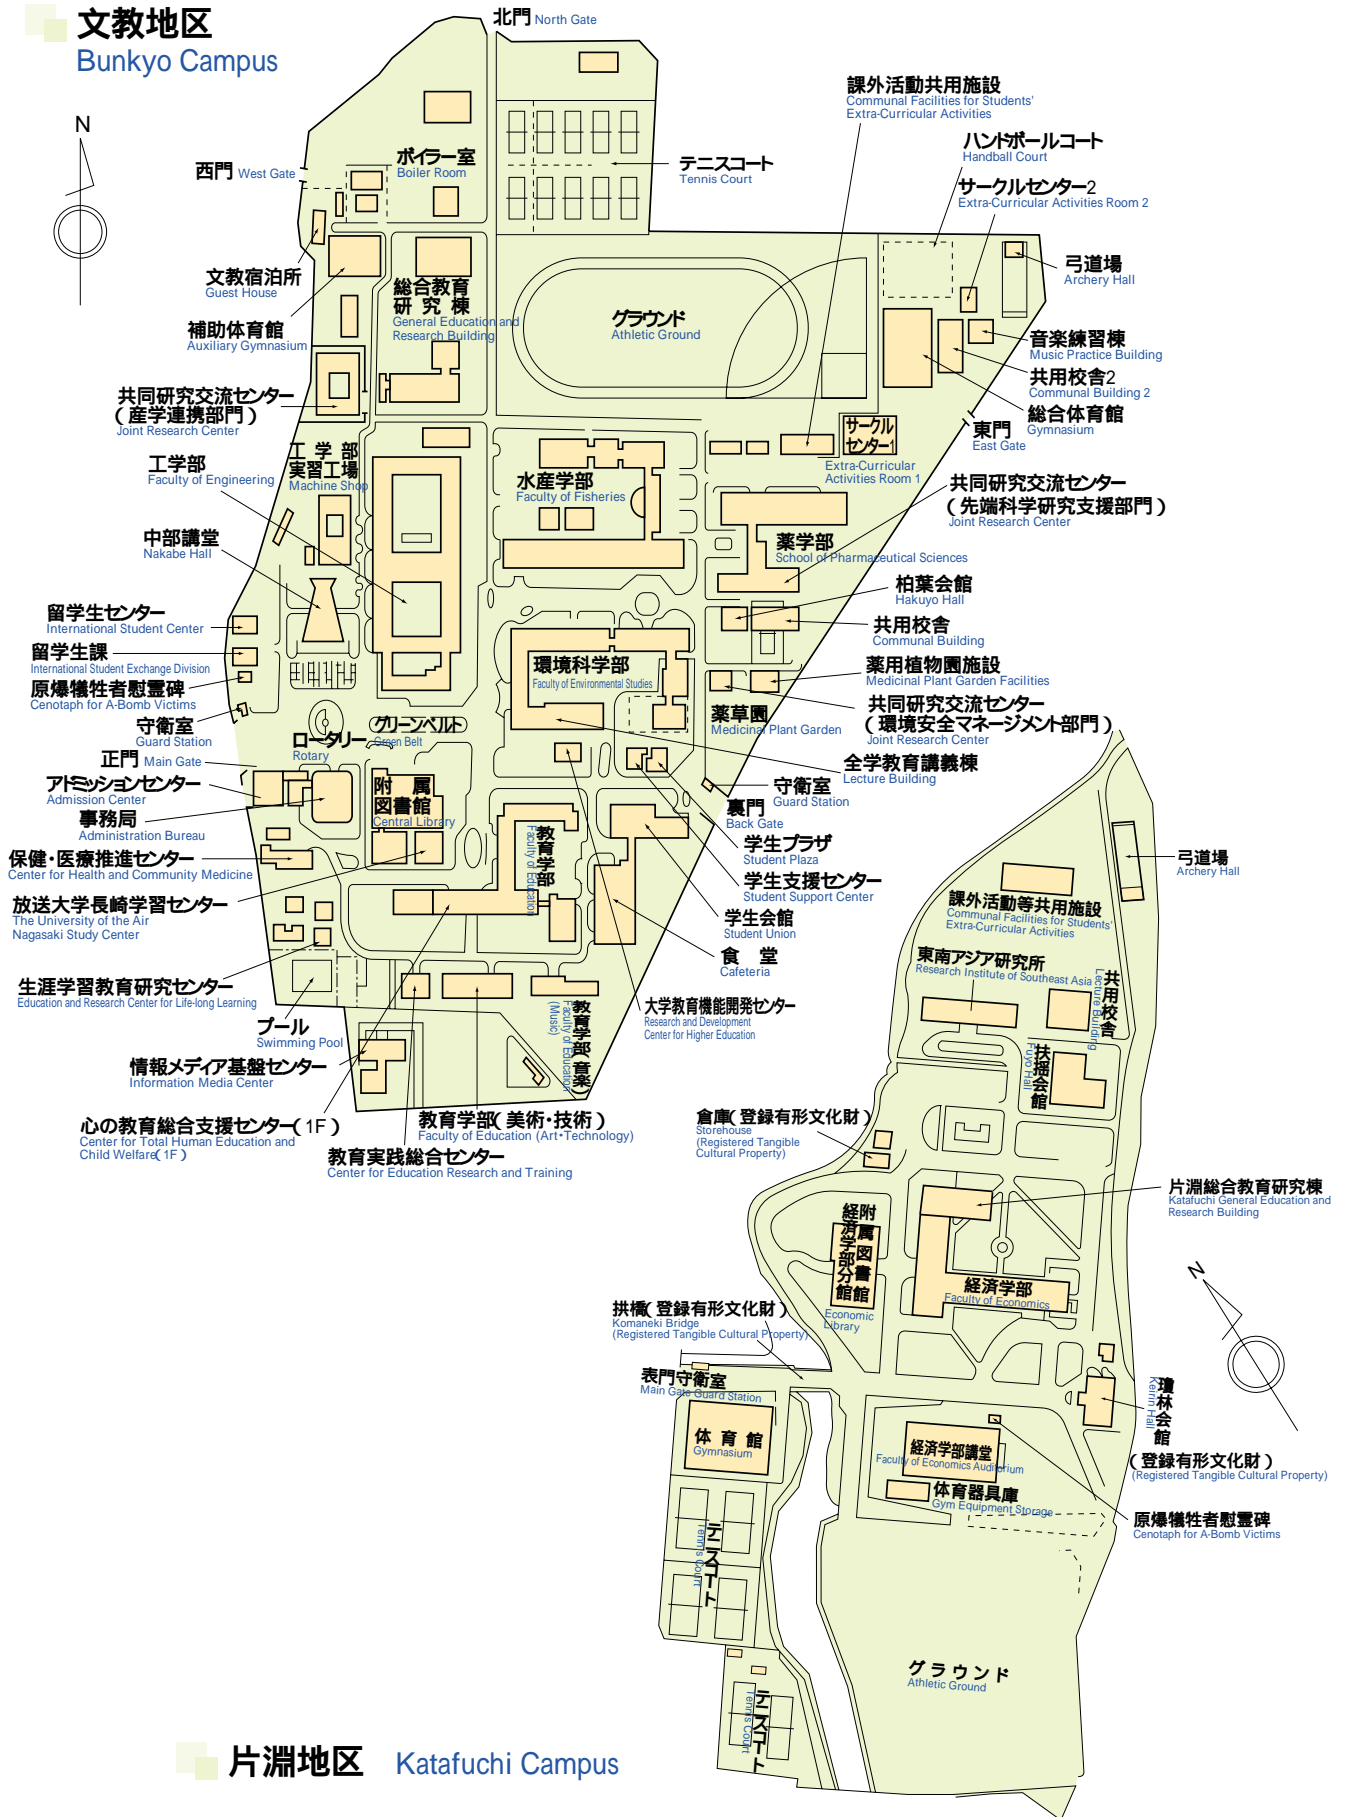 文教地区
Bunkyo Campus
N
北門 North Gate
西門 West Gate
ボイラー室
Boiler Room
テニスコート
Tennis Court
課外活動共用施設
Communal Facilities for Students'
Extra-Curricular Activities
ハンドボールコート
Handball Court
サークルセンター2
Extra-Curricular Activities Room 2
弓道場
Archery Hall
文教宿泊所
Guest House
補助体育館
Auxiliary Gymnasium
総合教育
研究棟
General Education and
Research Building
グラウンド
Athletic Ground
音楽練習棟
Music Practice Building
共用校舎2
Communal Building 2
総合体育館
Gymnasium
東門
East Gate
共同研究交流センター
(産学連携部門)
Joint Research Center
工学部
実習工場
Machine Shop
工学部
Faculty of Engineering
水産学部
Faculty of Fisheries
サークル
センター1
Extra-Curricular
Activities Room 1
共同研究交流センター
(先端科学研究支援部門)
Joint Research Center
中部講堂
Nakabe Hall
薬学部
School of Pharmaceutical Sciences
柏葉会館
Hakuyo Hall
共用校舎
Communal Building
留学生センター
International Student Center
留学生課
International Student Exchange Division
原爆犠牲者慰霊碑
Cenotaph for A-Bomb Victims
守衛室
Guard Station
環境科学部
Faculty of Environmental Studies
薬用植物園施設
Medicinal Plant Garden Facilities
薬草園
Medicinal Plant Garden
共同研究交流センター
(環境安全マネージメント部門)
Joint Research Center
グリーンベルト
Green Belt
ロータリー
Rotary
正門 Main Gate
アドミッションセンター
Admission Center
事務局
Administration Bureau
附属
図書館
Central Library
全学教育講義棟
Lecture Building
守衛室
Guard Station
裏門
Back Gate
保健・医療推進センター
Center for Health and Community Medicine
教育学部
Faculty of Education
学生プラザ
Student Plaza
学生支援センター
Student Support Center
放送大学長崎学習センター
The University of the Air
Nagasaki Study Center
学生会館
Student Union
食堂
Cafeteria
生涯学習教育研究センター
Education and Research Center for Life-long Learning
プール
Swimming Pool
大学教育機能開発センター
Research and Development
Center for Higher Education
教育学部(音楽)
Faculty of Education
(Music)
情報メディア基盤センター
Information Media Center
心の教育総合支援センター(1F)
Center for Total Human Education and
Child Welfare(1F)
教育学部(美術・技術)
Faculty of Education (Art・Technology)
教育実践総合センター
Center for Education Research and Training
弓道場
Archery Hall
課外活動等共用施設
Communal Facilities for Students'
Extra-Curricular Activities
東南アジア研究所
Research Institute of Southeast Asia
共用校舎
Lecture Building
扶揺会館
Fuyo Hall
倉庫(登録有形文化財)
Storehouse
(Registered Tangible
Cultural Property)
片淵総合教育研究棟
Katafuchi General Education and
Research Building
附属図書館
経済学部分館
Economic
Library
経済学部
Faculty of Economics
N
拱橋(登録有形文化財)
Komaneki Bridge
(Registered Tangible Cultural Property)
表門守衛室
Main Gate Guard Station
体育館
Gymnasium
瓊林会館
Keirin Hall
(登録有形文化財)
(Registered Tangible Cultural Property)
経済学部講堂
Faculty of Economics Auditorium
体育器具庫
Gym Equipment Storage
原爆犠牲者慰霊碑
Cenotaph for A-Bomb Victims
テニスコート
Tennis Court
グラウンド
Athletic Ground
テニスコート
Tennis Court
片淵地区 Katafuchi Campus